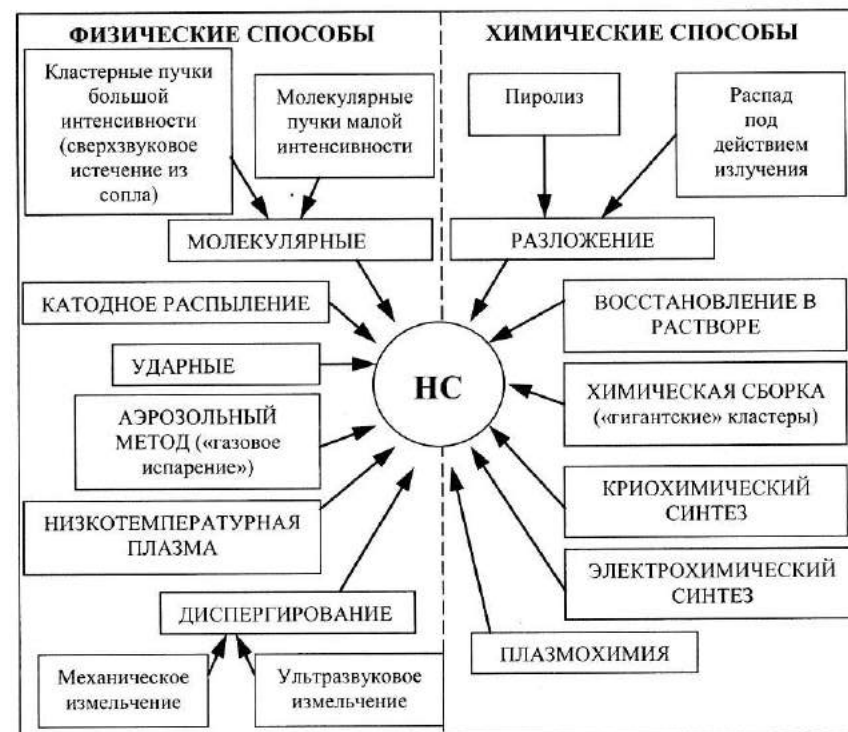 ФИЗИЧЕСКИЕ СПОСОБЫ
Кластерные пучки
большой
интенсивности
(сверхзвуковое
истечение из
сопла)
Молекулярные
пучки малой
интенсивности
МОЛЕКУЛЯРНЫЕ
КАТОДНОЕ РАСПЫЛЕНИЕ
УДАРНЫЕ
АЭРОЗОЛЬНЫЙ
МЕТОД («газовое
испарение»)
НИЗКОТЕМПЕРАТУРНАЯ
ПЛАЗМА
ДИСПЕРГИРОВАНИЕ
Механическое
измельчение
Ультразвуковое
измельчение
НС
ХИМИЧЕСКИЕ СПОСОБЫ
Пиролиз
Распад
под
действием
излучения
РАЗЛОЖЕНИЕ
ВОССТАНОВЛЕНИЕ В
РАСТВОРЕ
ХИМИЧЕСКАЯ СБОРКА
(«гигантские» кластеры)
КРИОХИМИЧЕСКИЙ
СИНТЕЗ
ЭЛЕКТРОХИМИЧЕСКИЙ
СИНТЕЗ
ПЛАЗМОХИМИЯ